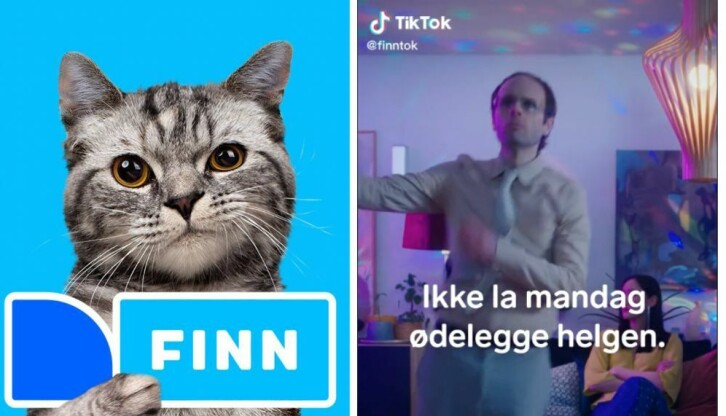 FINN
TikTok
@finntok
Ikke la mandag
ødelegge helgen.